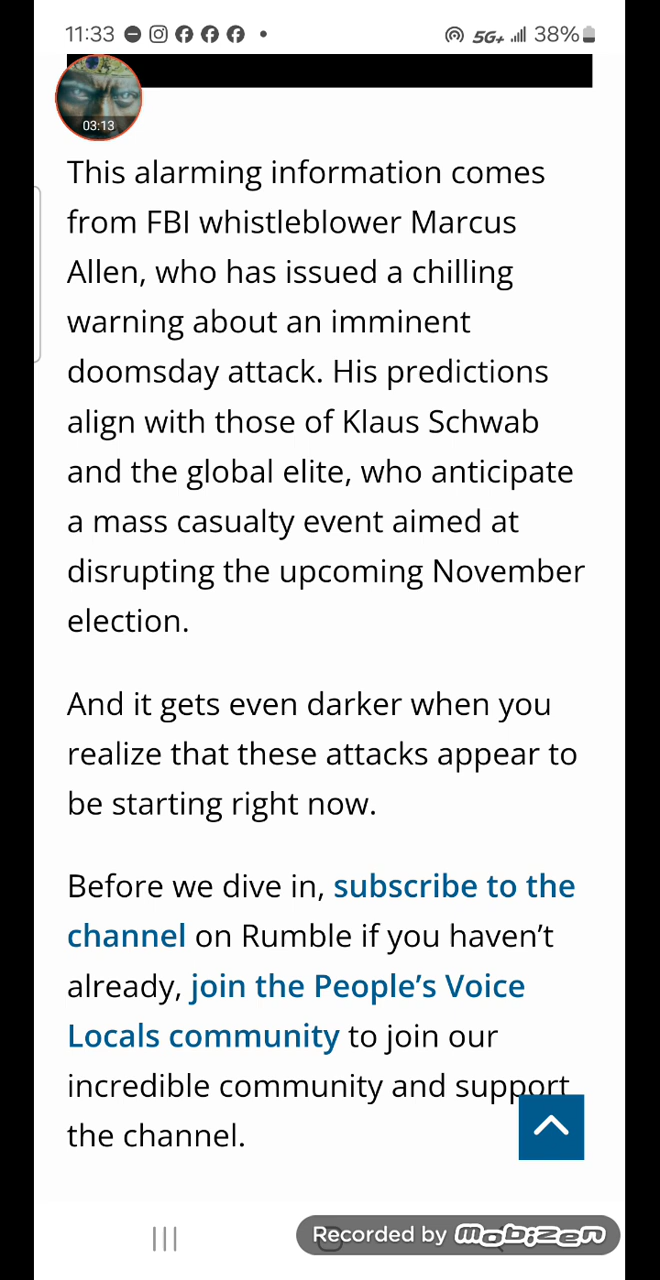 11:33
5G+ 38%
03:13
This alarming information comes
from FBI whistleblower Marcus
Allen, who has issued a chilling
warning about an imminent
doomsday attack. His predictions
align with those of Klaus Schwab
and the global elite, who anticipate
a mass casualty event aimed at
disrupting the upcoming November
election.
And it gets even darker when you
realize that these attacks appear to
be starting right now.
Before we dive in, subscribe to the
channel on Rumble if you haven’t
already, join the People’s Voice
Locals community to join our
incredible community and support
the channel.
Recorded by mobizen